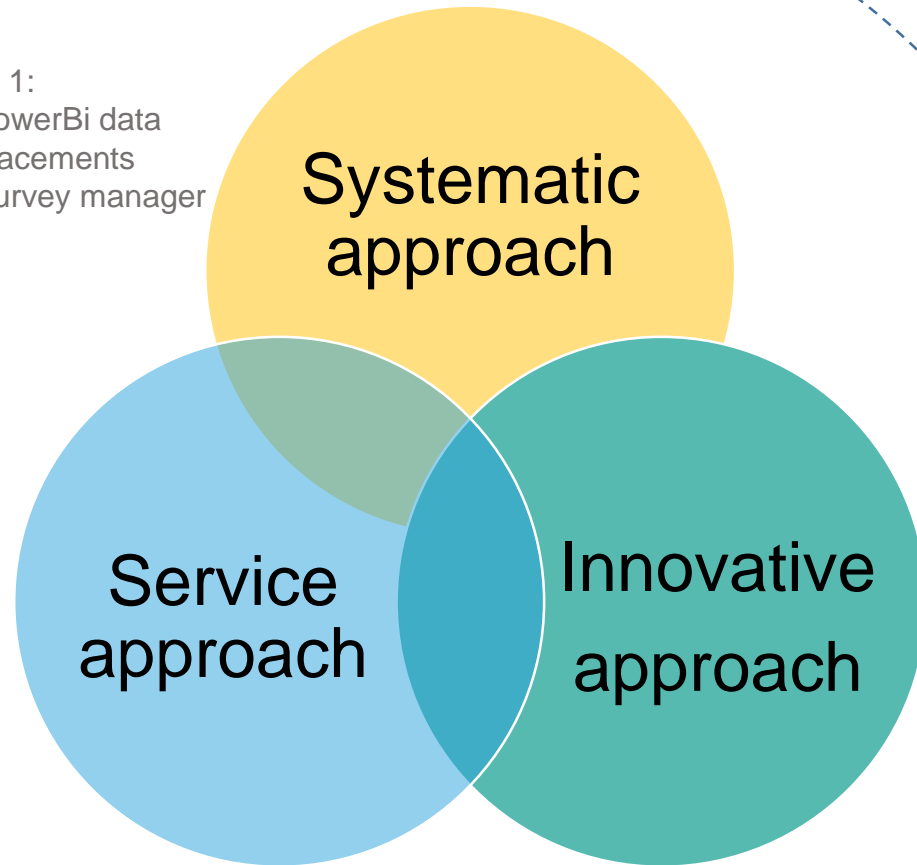 1:
owerBi data
acements
urvey manager
Systematic
approach
Service
approach
Innovative
approach